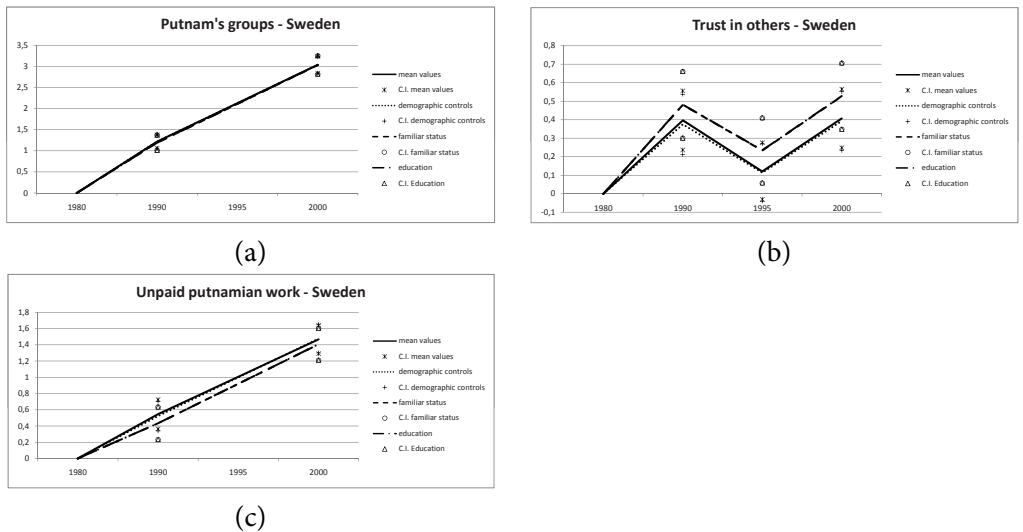 Putnam's groups - Sweden
3,5
3
2,5
2
1,5
1
0,5
0
1980 1990 1995 2000
mean values
C.I. mean values
demographic controls
C.I. demographic controls
familiar status
C.I. familiar status
education
C.I. Education
(a)
Trust in others - Sweden
0,8
0,7
0,6
0,5
0,4
0,3
0,2
0,1
0
-0,1
1980 1990 1995 2000
mean values
C.I. mean values
demographic controls
C.I. demographic controls
familiar status
C.I. familiar status
education
C.I. Education
(b)
Unpaid putnamian work - Sweden
1,8
1,6
1,4
1,2
1
0,8
0,6
0,4
0,2
0
1980 1990 1995 2000
mean values
C.I. mean values
demographic controls
C.I. demographic controls
familiar status
C.I. familiar status
education
C.I. Education
(c)